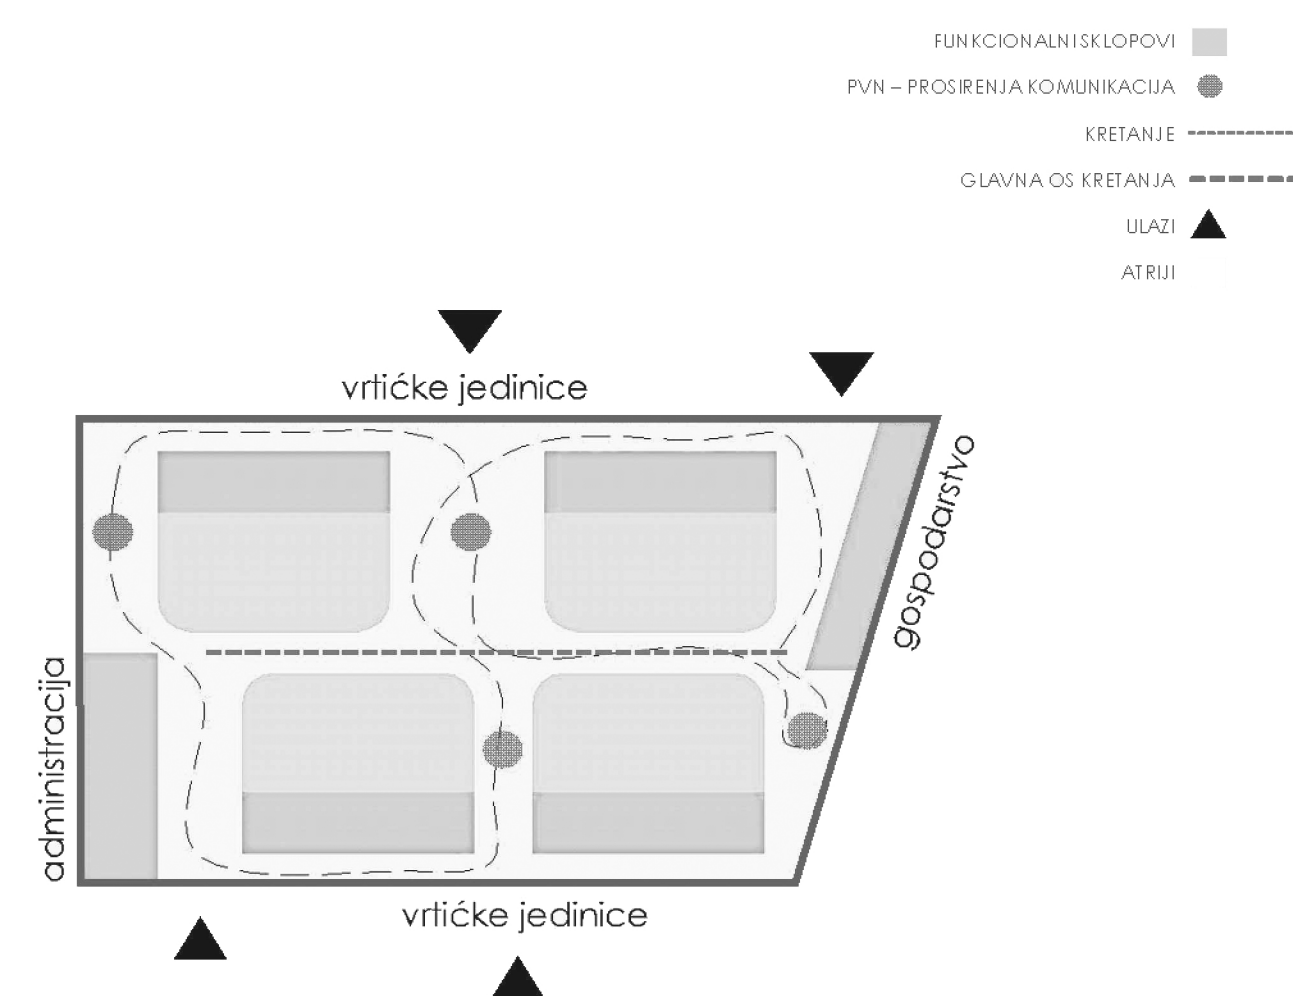 FUNKCIONALNI SKLOPOVI
PVN – PROSIRENJA KOMUNIKACIJA
KRETANJE
GLAVNA OS KRETANJA
ULAZI
ATRIJI
vrtićke jedinice
gospodarstvo
administracija
vrtićke jedinice